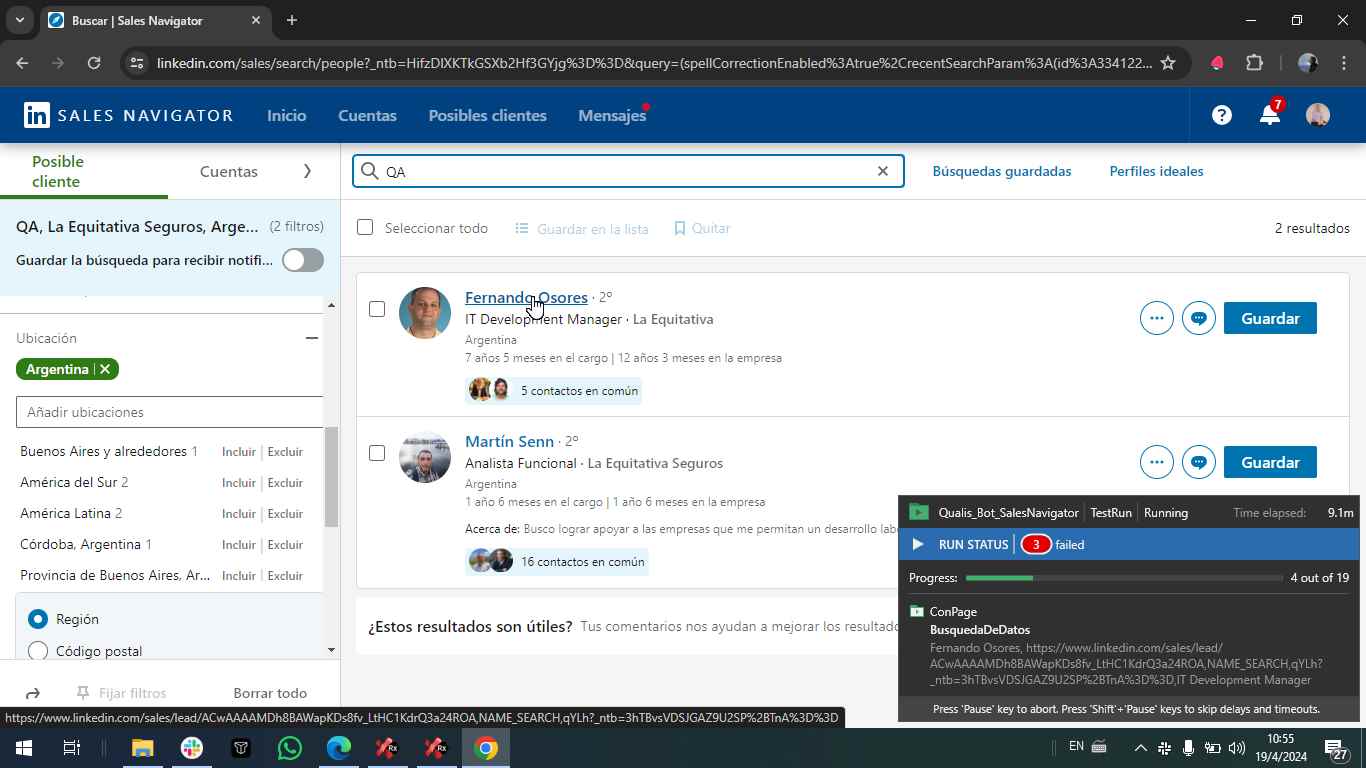 Buscar | Sales Navigator
linkedin.com/sales/search/people?_ntb=HifzDIXKTkGSXb2Hf3GYjg%3D%3D&query=(spellCorrectionEnabled%3Atrue%2CrecentSearchParam%3A(id%3A334122...
in SALES NAVIGATOR
Inicio
Cuentas
Posibles clientes
Mensajes
7
Posible cliente
Cuentas
QA
Búsquedas guardadas
Perfiles ideales
QA, La Equitativa Seguros, Arge... (2 filtros)
Guardar la búsqueda para recibir notifi...
Seleccionar todo
Guardar en la lista
Quitar
2 resultados
Ubicación
Argentina
Añadir ubicaciones
Buenos Aires y alrededores 1 Incluir | Excluir
América del Sur 2 Incluir | Excluir
América Latina 2 Incluir | Excluir
Córdoba, Argentina 1 Incluir | Excluir
Provincia de Buenos Aires, Ar... Incluir | Excluir
Región
Código postal
Fijar filtros
Borrar todo
Fernando Osores · 2º
IT Development Manager · La Equitativa
Argentina
7 años 5 meses en el cargo | 12 años 3 meses en la empresa
5 contactos en común
Guardar
Martín Senn · 2º
Analista Funcional · La Equitativa Seguros
Argentina
1 año 6 meses en el cargo | 1 año 6 meses en la empresa
Acerca de: Busco lograr apoyar a las empresas que me permitan un desarrollo lab
16 contactos en común
Guardar
¿Estos resultados son útiles? Tus comentarios nos ayudan a mejorar los resultado
Qualis_Bot_SalesNavigator | TestRun | Running Time elapsed: 9.1m
RUN STATUS | 3 failed
Progress: 4 out of 19
ConPage
BusquedaDeDatos
Fernando Osores, https://www.linkedin.com/sales/lead/
ACwAAAAMDh8BAWapKDs8fv_LtHC1KdrQ3a24ROA,NAME_SEARCH,qYLh?
_ntb=3hTBvsVDSJGAZ9U2SP%2BTnA%3D%3D,IT Development Manager
Press 'Pause' key to abort. Press 'Shift'+'Pause' keys to skip delays and timeouts.
https://www.linkedin.com/sales/lead/ACwAAAAMDh8BAWapKDs8fv_LtHC1KdrQ3a24ROA,NAME_SEARCH,qYLh?_ntb=3hTBvsVDSJGAZ9U2SP%2BTnA%3D%3D
Rx
Rx
EN
10:55
19/4/2024
27